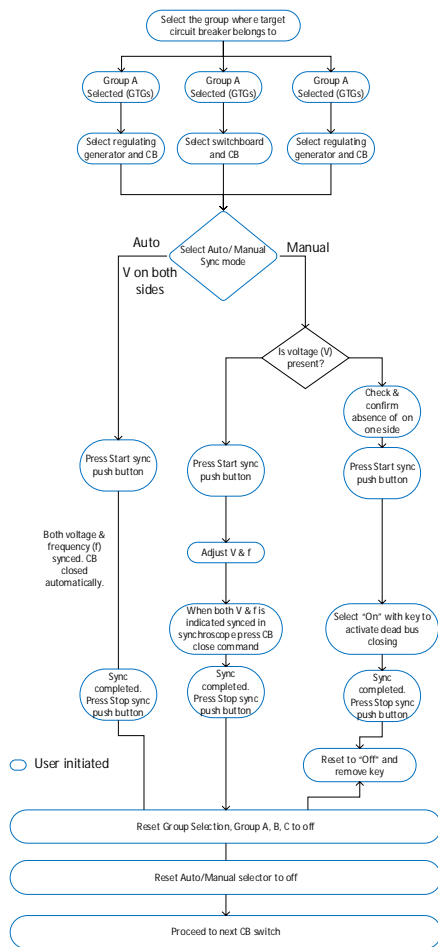 Select the group where target
circuit breaker belongs to
Group A
Selected (GTGs)
Group A
Selected (GTGs)
Group A
Selected (GTGs)
Select regulating
generator and CB
Select switchboard
and CB
Select regulating
generator and CB
Select Auto/ Manual
Sync mode
Auto
V on both
sides
Manual
Is voltage (V)
present?
Check &
confirm
absence of on
one side
Press Start sync
push button
Press Start sync
push button
Press Start sync
push button
Both voltage &
frequency (f)
synced. CB
closed
automatically.
Adjust V & f
When both V & f is
indicated synced in
synchroscope press CB
close command
Select “On” with key to
activate dead bus
closing
Sync
completed.
Press Stop sync
push button
Sync
completed.
Press Stop sync
push button
Sync
completed.
Press Stop sync
push button
User initiated
Reset to “Off” and
remove key
Reset Group Selection, Group A, B, C to off
Reset Auto/Manual selector to off
Proceed to next CB switch